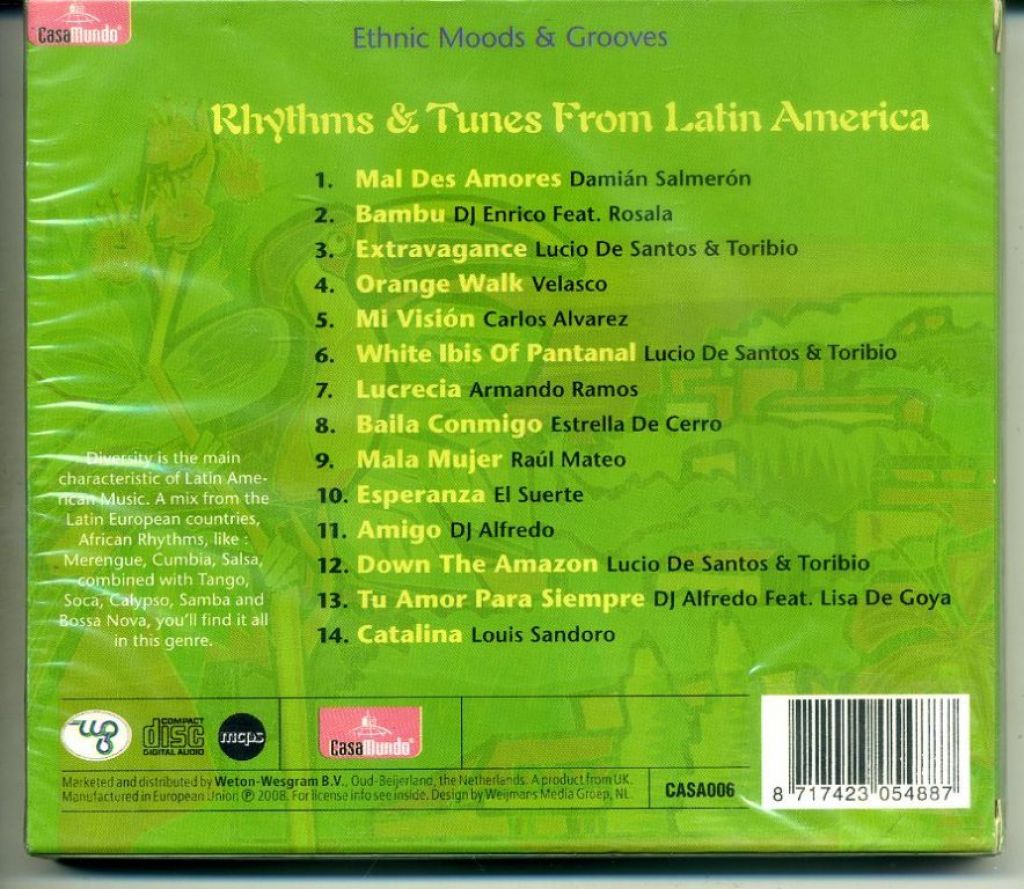 CasaMundo®
Ethnic Moods & Grooves
Rhythms & Tunes From Latin America
1. Mal Des Amores Damián Salmerón
2. Bambu DJ Enrico Feat. Rosala
3. Extravagance Lucio De Santos & Toribio
4. Orange Walk Velasco
5. Mi Visión Carlos Alvarez
6. White Ibis Of Pantanal Lucio De Santos & Toribio
7. Lucrecia Armando Ramos
8. Baila Conmigo Estrella De Cerro
9. Mala Mujer Raúl Mateo
10. Esperanza El Suerte
11. Amigo DJ Alfredo
12. Down The Amazon Lucio De Santos & Toribio
13. Tu Amor Para Siempre DJ Alfredo Feat. Lisa De Goya
14. Catalina Louis Sandoro
Diversity is the main
characteristic of Latin Ame-
rican Music. A mix from the
Latin European countries,
African Rhythms, like :
Merengue, Cumbia, Salsa,
combined with Tango,
Soca, Calypso, Samba and
Bossa Nova, you'll find it all
in this genre.
wg
COMPACT
disc
DIGITAL AUDIO
mcps
CasaMundo®
Marketed and distributed by Weton-Wesgram B.V., Oud-Beijerland, the Netherlands. A product from UK.
Manufactured in European Union ℗ 2008. For license info see inside. Design by Weijmans Media Groep, NL.
CASA006
8 717423 054887